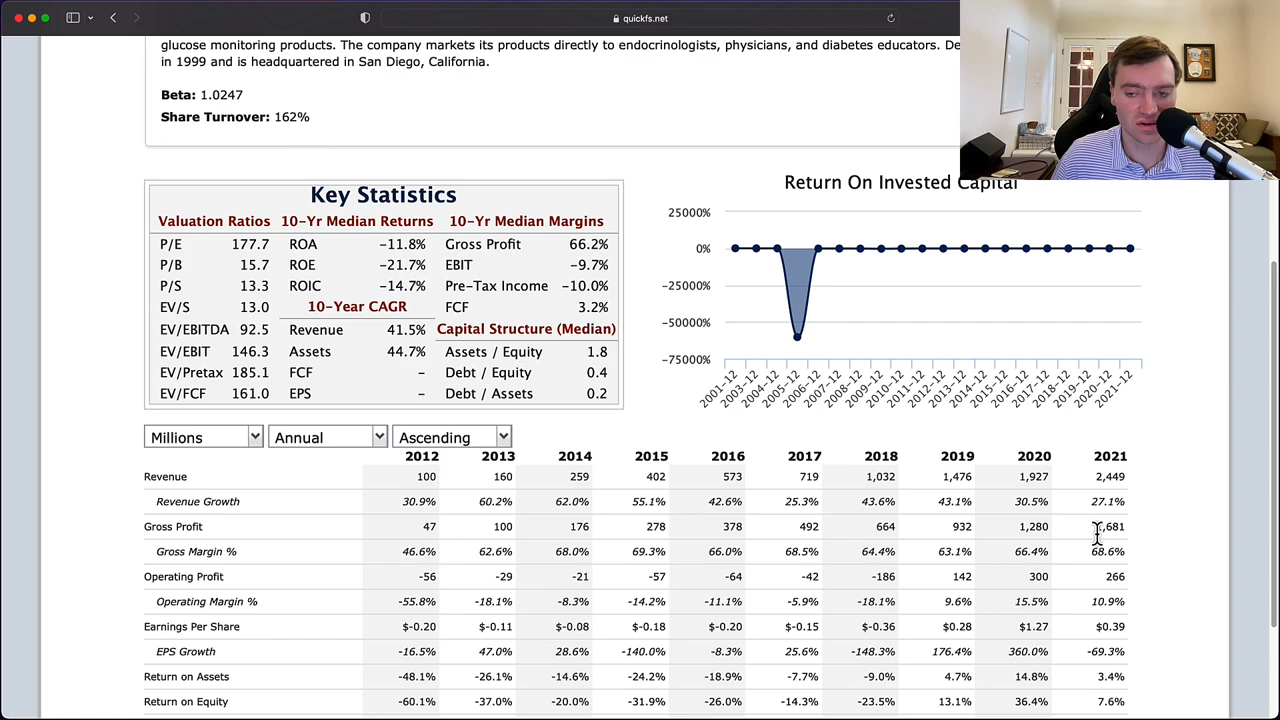 quickfs.net
glucose monitoring products. The company markets its products directly to endocrinologists, physicians, and diabetes educators. De
in 1999 and is headquartered in San Diego, California.
Beta: 1.0247
Share Turnover: 162%
Key Statistics
Valuation Ratios 10-Yr Median Returns 10-Yr Median Margins
P/E 177.7 ROA -11.8% Gross Profit 66.2%
P/B 15.7 ROE -21.7% EBIT -9.7%
P/S 13.3 ROIC -14.7% Pre-Tax Income -10.0%
EV/S 13.0 10-Year CAGR FCF 3.2%
EV/EBITDA 92.5 Revenue 41.5% Capital Structure (Median)
EV/EBIT 146.3 Assets 44.7% Assets / Equity 1.8
EV/Pretax 185.1 FCF - Debt / Equity 0.4
EV/FCF 161.0 EPS - Debt / Assets 0.2
Return On Invested Capital
25000%
0%
-25000%
-50000%
-75000%
2001-12 2003-12 2004-12 2005-12 2006-12 2007-12 2008-12 2009-12 2010-12 2011-12 2012-12 2013-12 2014-12 2015-12 2016-12 2017-12 2018-12 2019-12 2020-12 2021-12
Millions Annual Ascending
2012 2013 2014 2015 2016 2017 2018 2019 2020 2021
Revenue 100 160 259 402 573 719 1,032 1,476 1,927 2,449
Revenue Growth 30.9% 60.2% 62.0% 55.1% 42.6% 25.3% 43.6% 43.1% 30.5% 27.1%
Gross Profit 47 100 176 278 378 492 664 932 1,280 ,681
Gross Margin % 46.6% 62.6% 68.0% 69.3% 66.0% 68.5% 64.4% 63.1% 66.4% 68.6%
Operating Profit -56 -29 -21 -57 -64 -42 -186 142 300 266
Operating Margin % -55.8% -18.1% -8.3% -14.2% -11.1% -5.9% -18.1% 9.6% 15.5% 10.9%
Earnings Per Share $-0.20 $-0.11 $-0.08 $-0.18 $-0.20 $-0.15 $-0.36 $0.28 $1.27 $0.39
EPS Growth -16.5% 47.0% 28.6% -140.0% -8.3% 25.6% -148.3% 176.4% 360.0% -69.3%
Return on Assets -48.1% -26.1% -14.6% -24.2% -18.9% -7.7% -9.0% 4.7% 14.8% 3.4%
Return on Equity -60.1% -37.0% -20.0% -31.9% -26.0% -14.3% -23.5% 13.1% 36.4% 7.6%